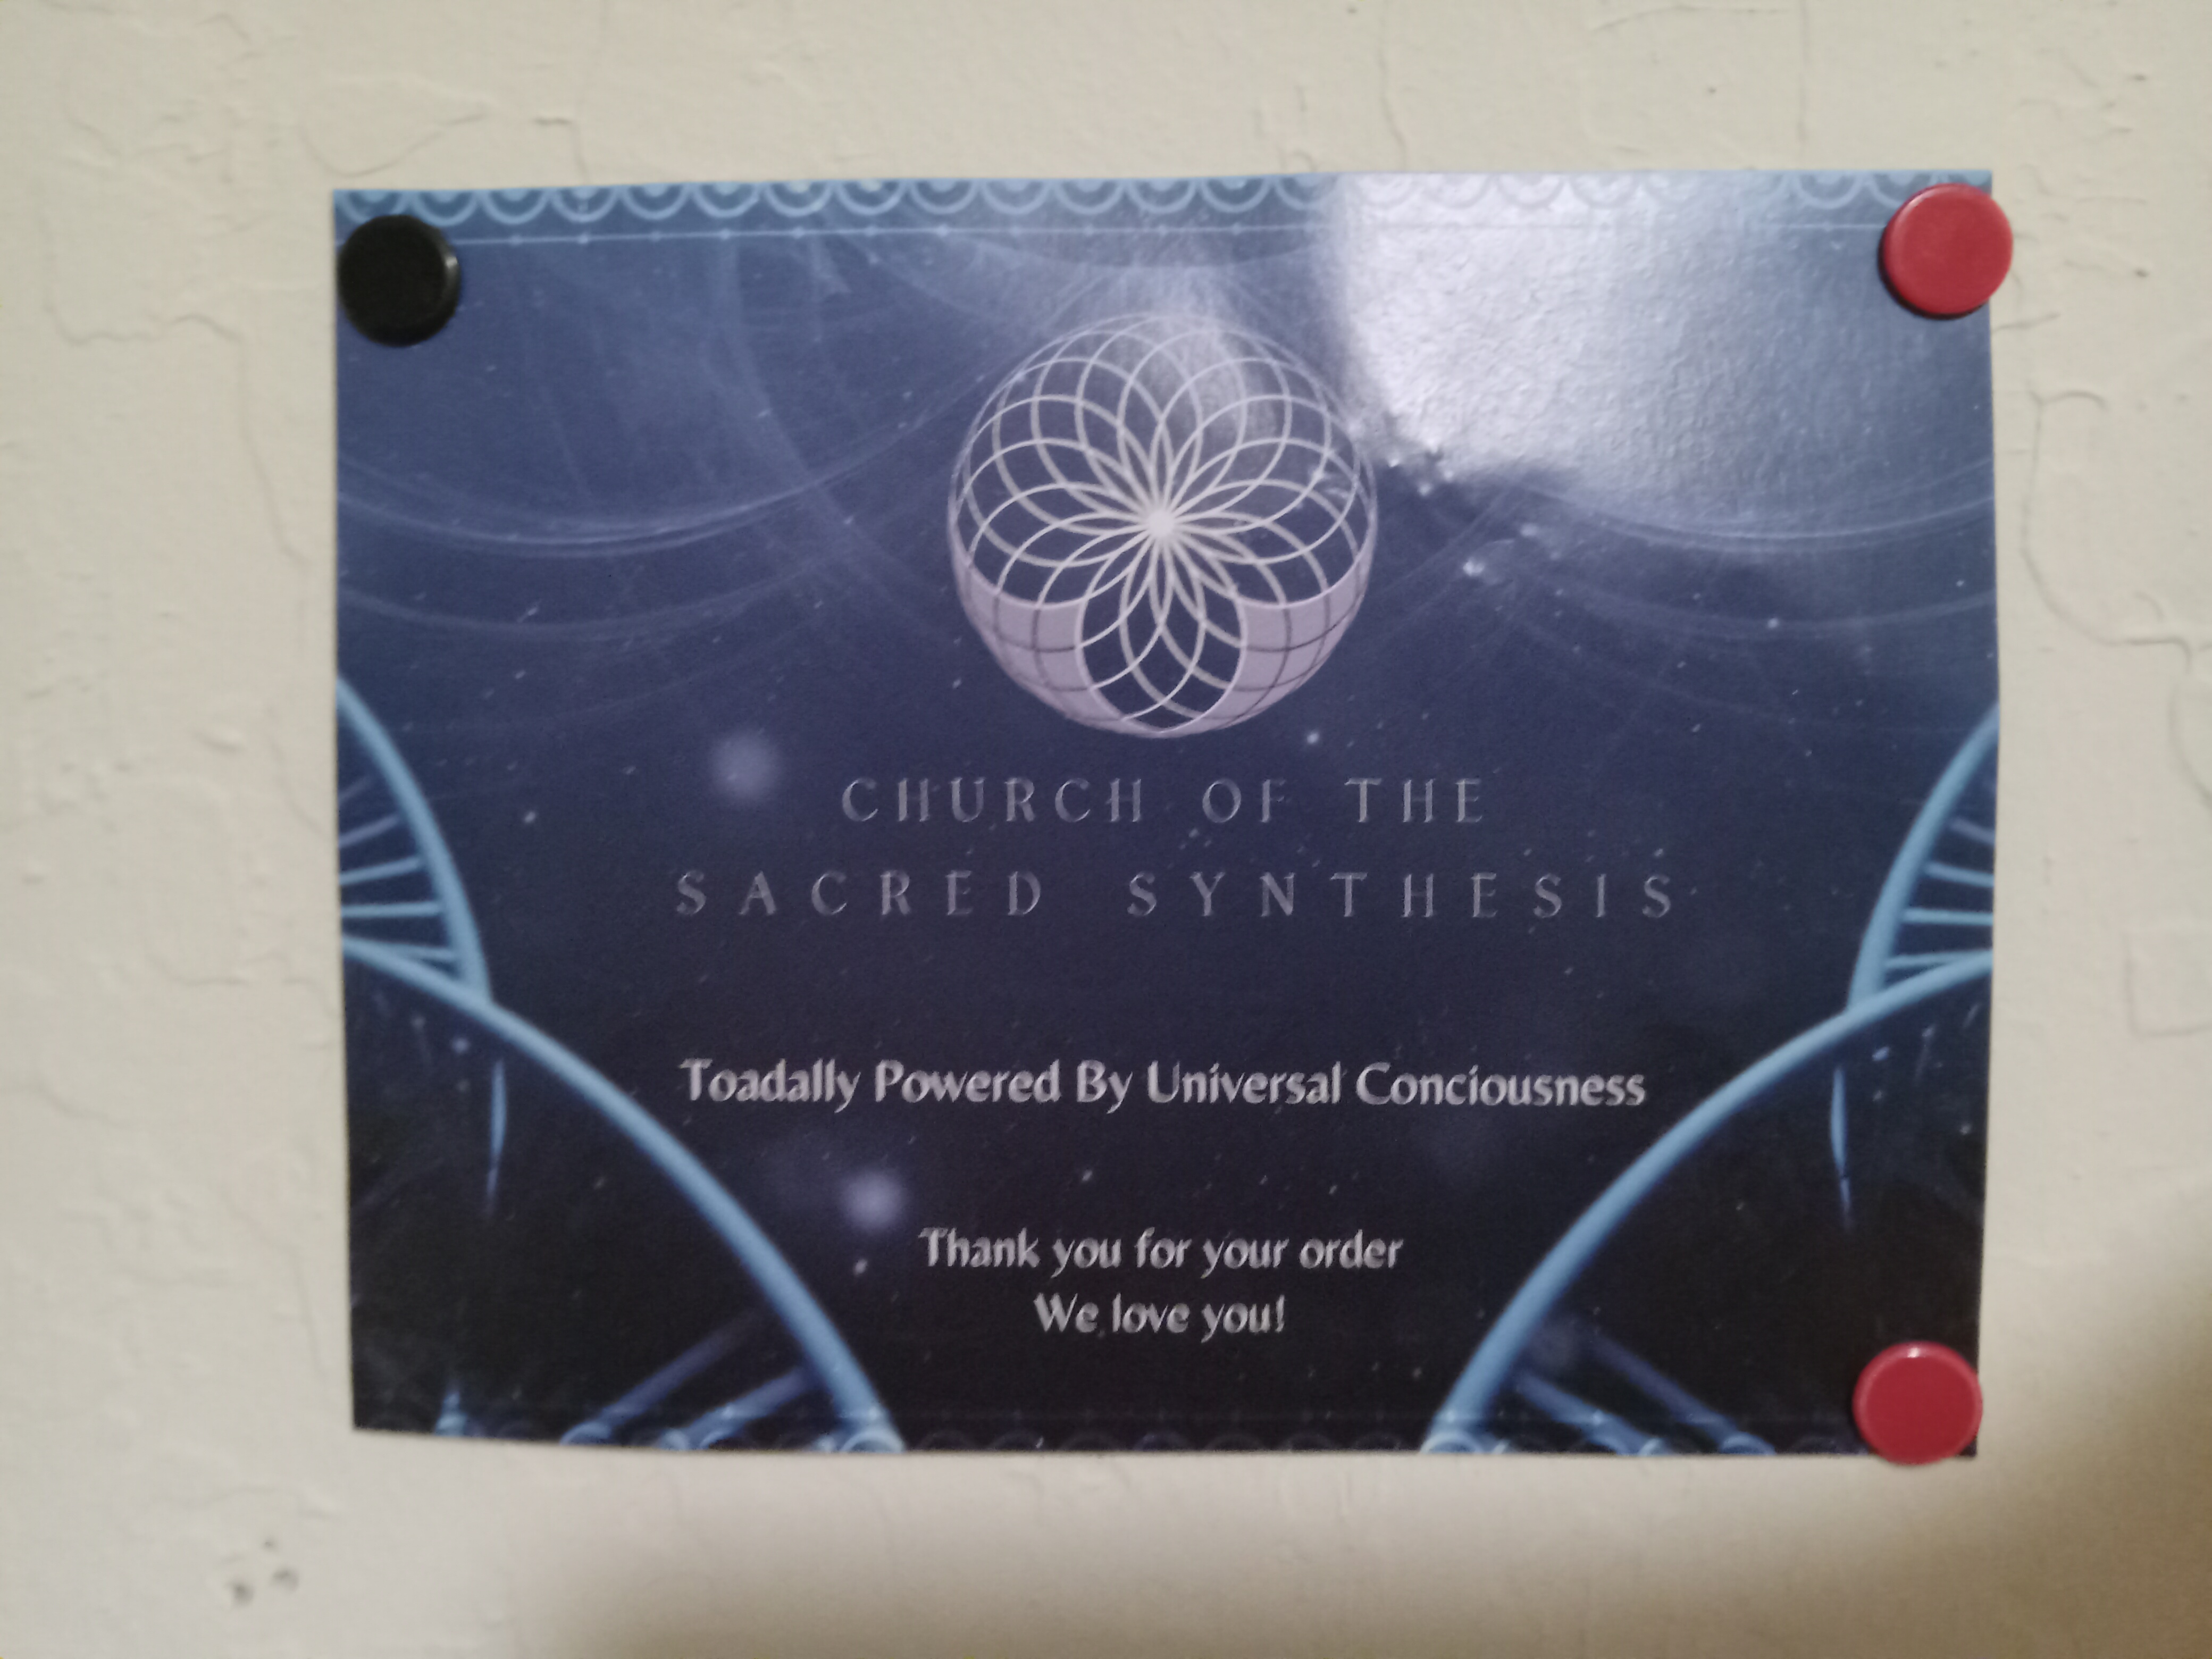 CHURCH OF THE
SACRED SYNTHESIS
Toadally Powered By Universal Conciousness
Thank you for your order
We love you!